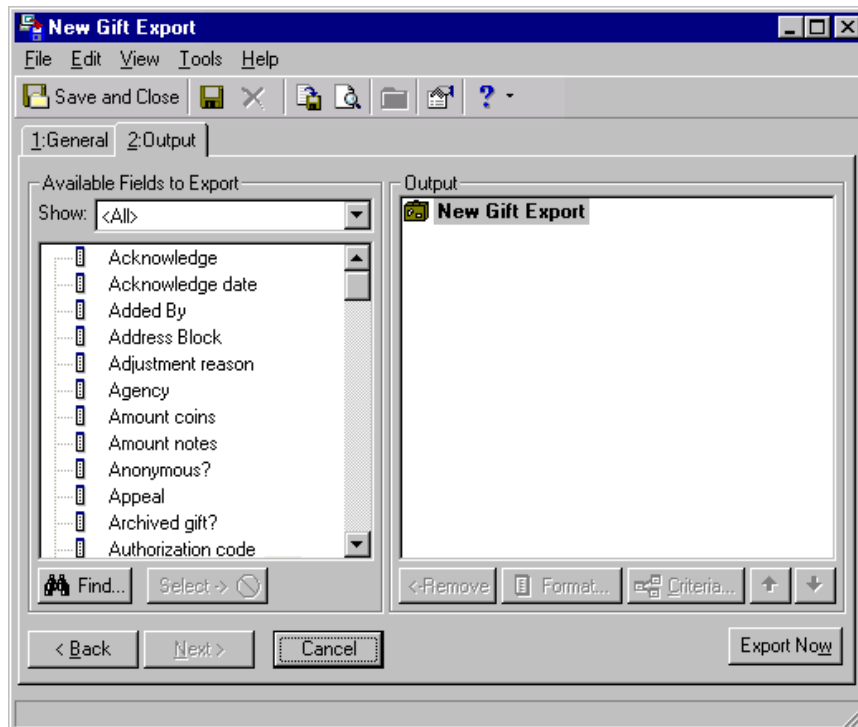 New Gift Export
File Edit View Tools Help
Save and Close ?
1:General 2:Output
Available Fields to Export
Show: <All>
Acknowledge
Acknowledge date
Added By
Address Block
Adjustment reason
Agency
Amount coins
Amount notes
Anonymous?
Appeal
Archived gift?
Authorization code
Find... Select ->
Output
New Gift Export
<-Remove Format... Criteria...
< Back Next > Cancel Export Now